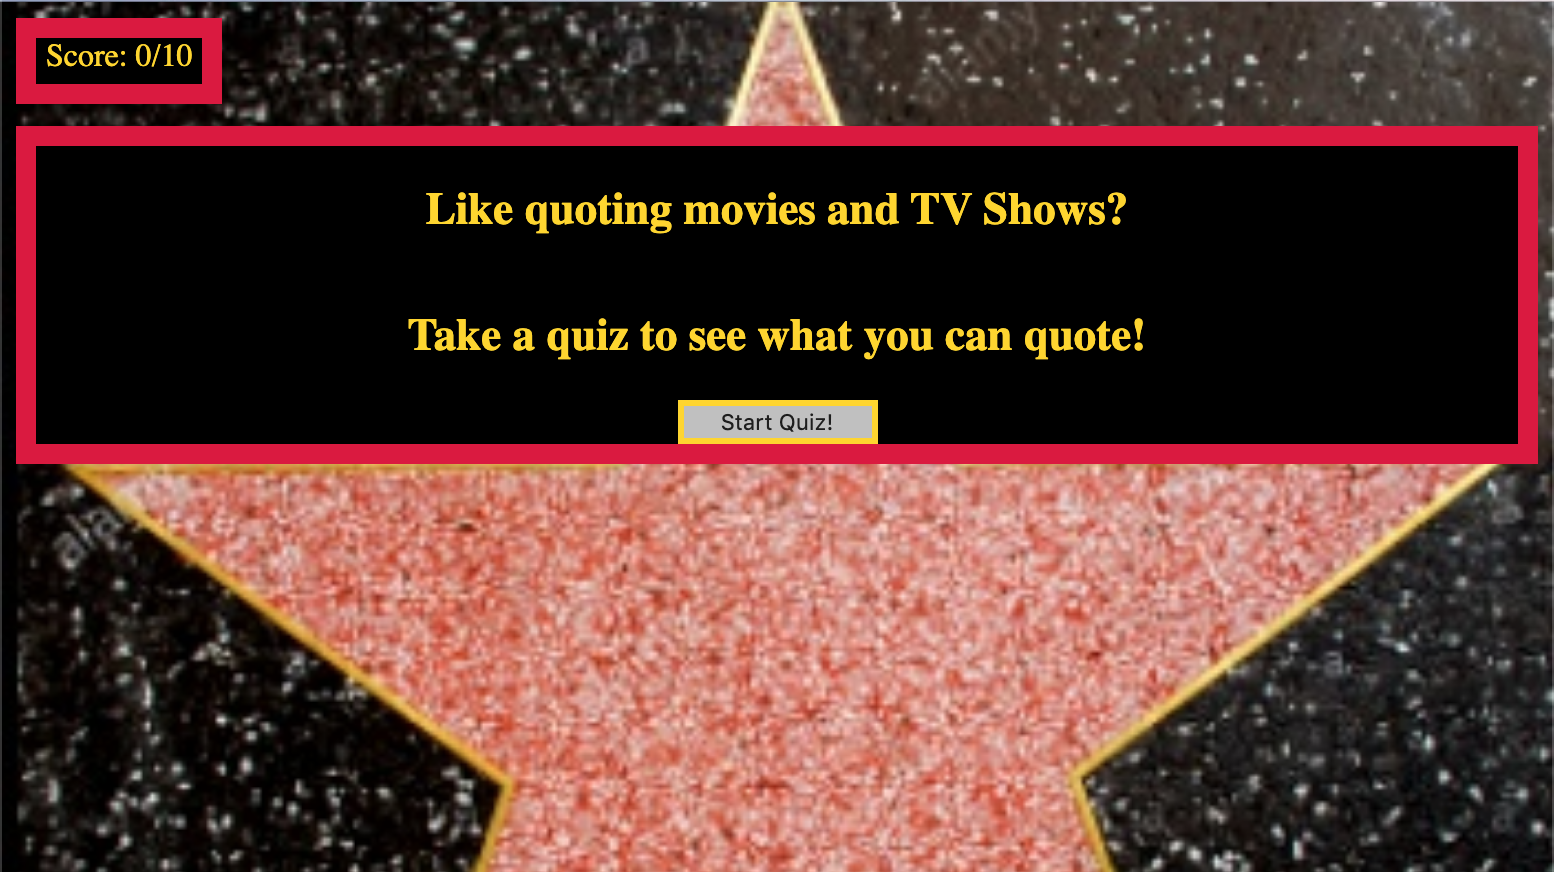 Score: 0/10
Like quoting movies and TV Shows?
Take a quiz to see what you can quote!
Start Quiz!